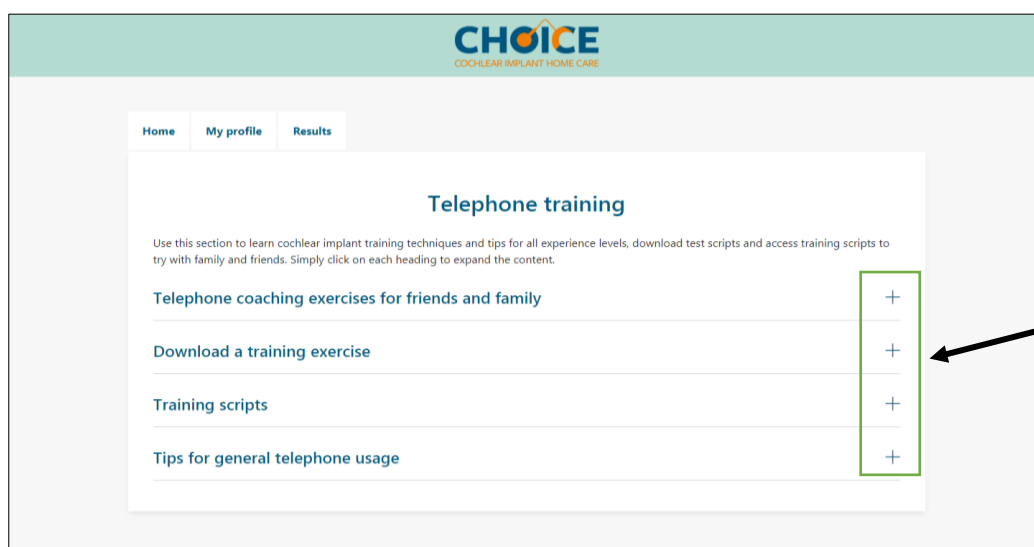 CHOICE
COCHLEAR IMPLANT HOME CARE
Home My profile Results
Telephone training
Use this section to learn cochlear implant training techniques and tips for all experience levels, download test scripts and access training scripts to
try with family and friends. Simply click on each heading to expand the content.
Telephone coaching exercises for friends and family
Download a training exercise
Training scripts
Tips for general telephone usage